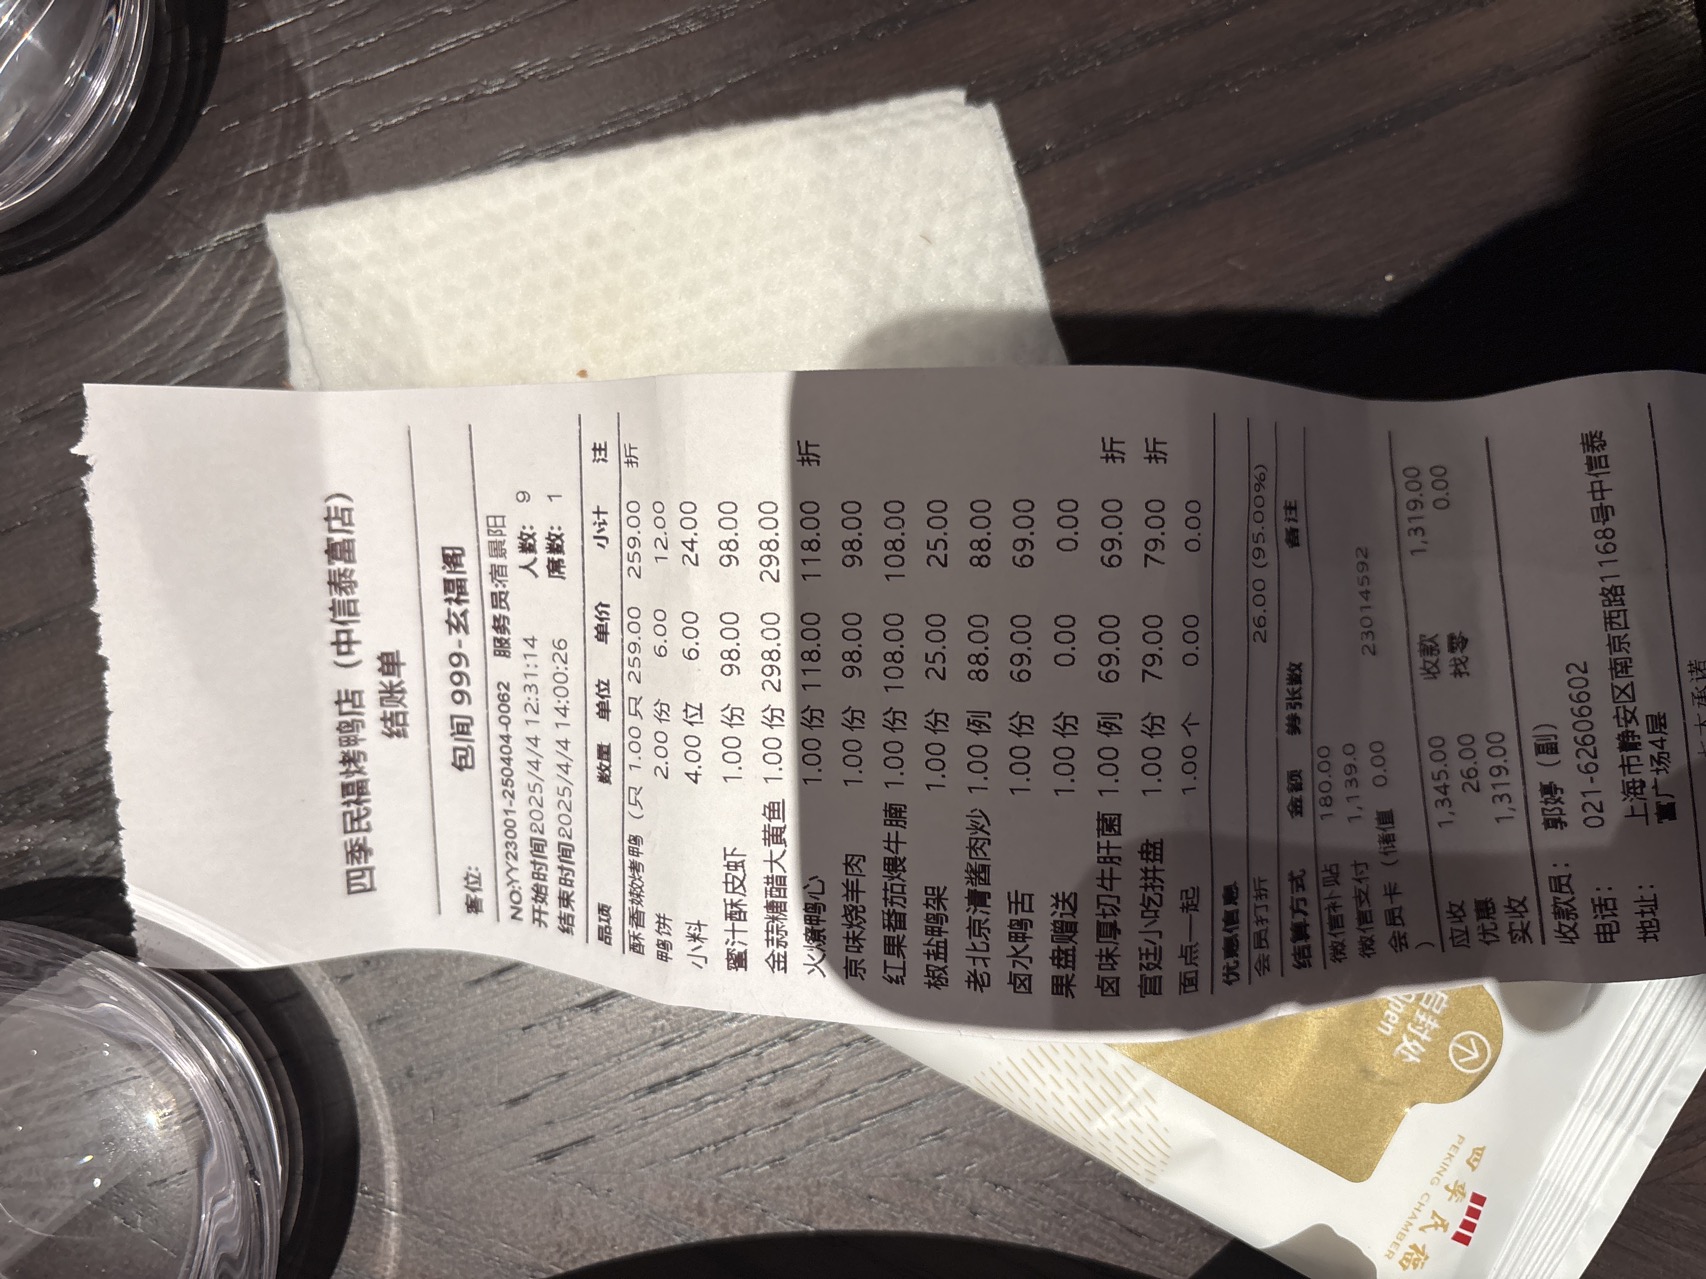 四季民福烤鸭店（中信泰富店）
结账单
客位: 包间 999-玄福阁
NO:YY23001-250404-0062 服务员:宿景阳
开始时间2025/4/4 12:31:14 人数: 9
结束时间2025/4/4 14:00:26 席数: 1
品项 数量 单位 单价 小计 注
酥香嫩烤鸭（只 1.00 只 259.00 259.00 折
鸭饼 2.00 份 6.00 12.00
小料 4.00 位 6.00 24.00
蜜汁酥皮虾 1.00 份 98.00 98.00
金蒜糖醋大黄鱼 1.00 份 298.00 298.00
火燎鸭心 1.00 份 118.00 118.00 折
京味烧羊肉 1.00 份 98.00 98.00
红果番茄煨牛腩 1.00 份 108.00 108.00
椒盐鸭架 1.00 份 25.00 25.00
老北京清酱肉炒 1.00 例 88.00 88.00
卤水鸭舌 1.00 份 69.00 69.00
果盘赠送 1.00 份 0.00 0.00
卤味厚切牛肝菌 1.00 例 69.00 69.00 折
宫廷小吃拼盘 1.00 份 79.00 79.00 折
面点一起 1.00 个 0.00 0.00
优惠信息
会员打折 26.00 (95.00%)
结算方式 金额 券张数 备注
微信补贴 180.00
微信支付 1,139.0 23014592
会员卡（储值 0.00
）
应收 1,345.00 收款 1,319.00
优惠 26.00 找零 0.00
实收 1,319.00
收款员: 郭婷（副）
电话: 021-62606602
地址: 上海市静安区南京西路1168号中信泰
富广场4层
启封处
Open
四季民福
PEKING CHAMBER